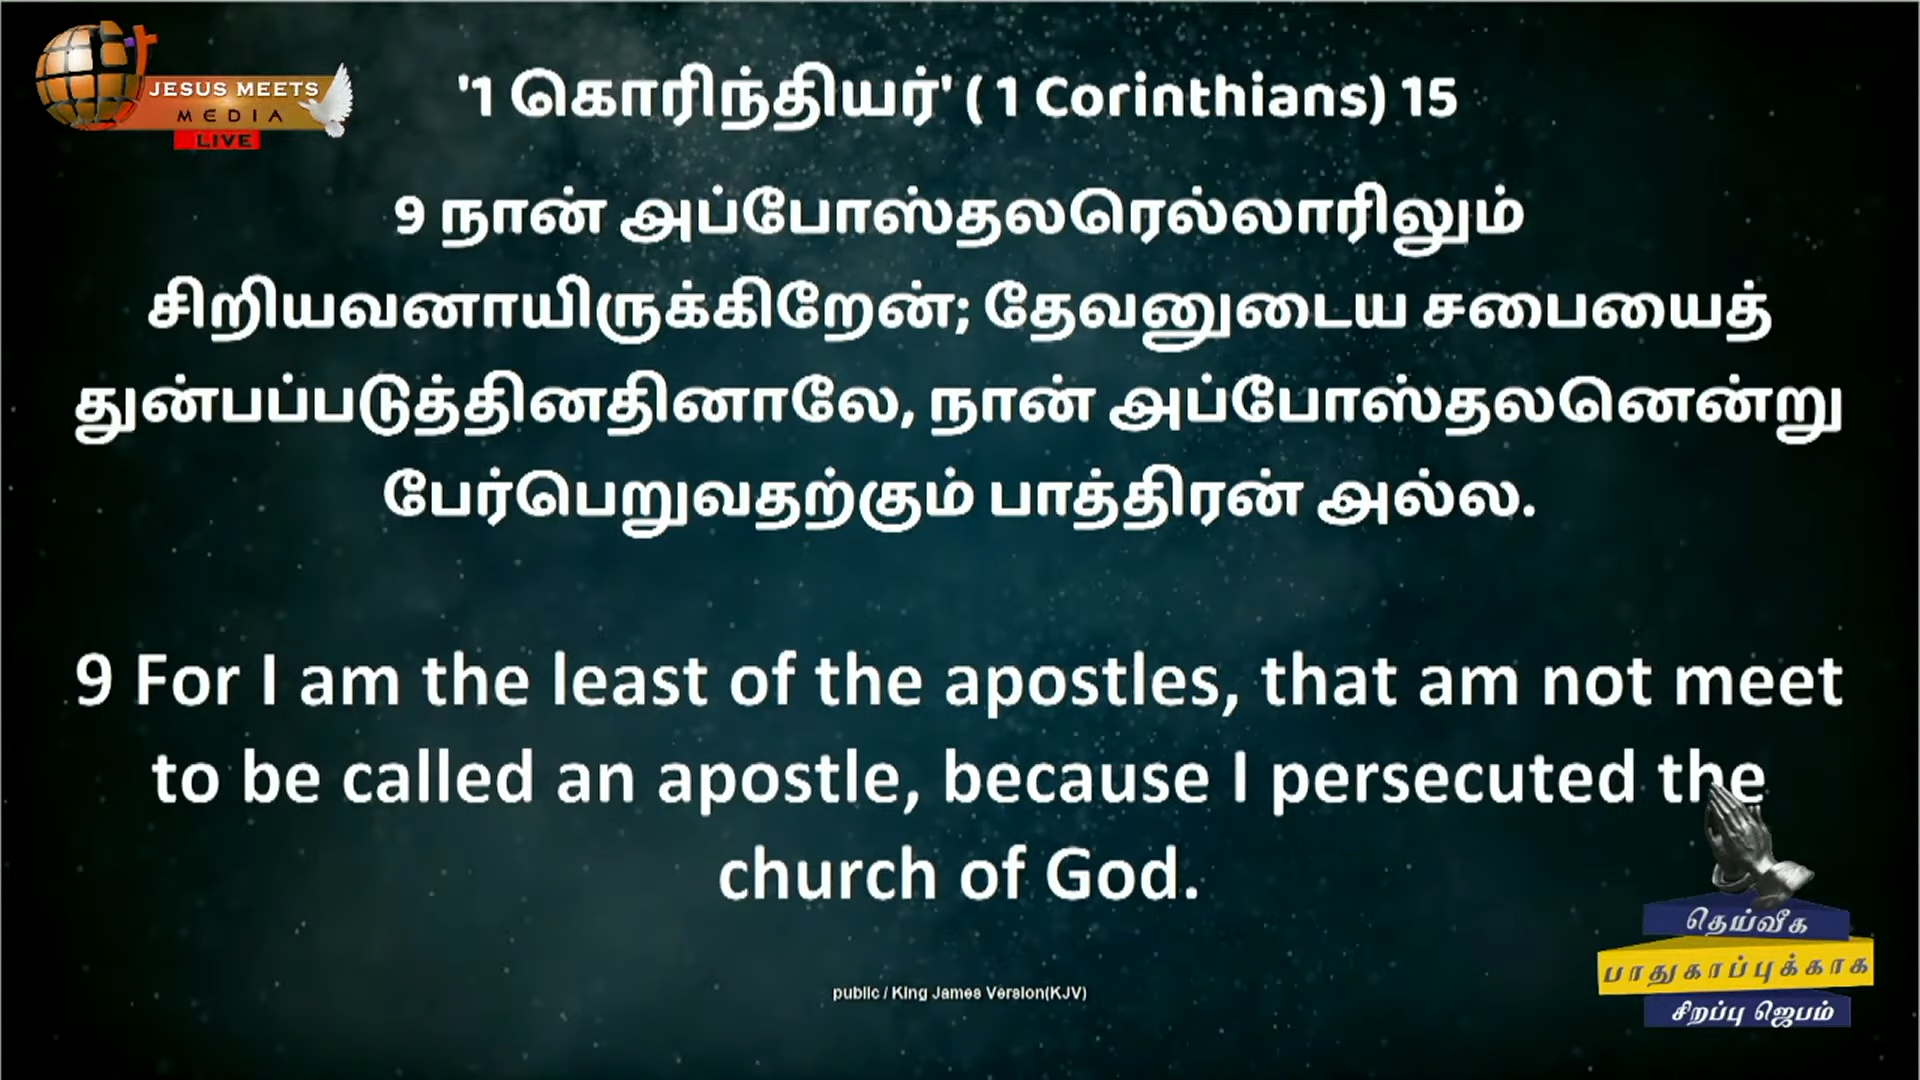 JESUS MEETS
MEDIA
LIVE
'1 கொரிந்தியர்' ( 1 Corinthians) 15
9 நான் அப்போஸ்தலரெல்லாரிலும்
சிறியவனாயிருக்கிறேன்; தேவனுடைய சபையைத்
துன்பப்படுத்தினதினாலே, நான் அப்போஸ்தலனென்று
பேர்பெறுவதற்கும் பாத்திரன் அல்ல.
9 For I am the least of the apostles, that am not meet
to be called an apostle, because I persecuted the
church of God.
public / King James Version(KJV)
தெய்வீக
பாதுகாப்புக்காக
சிறப்பு ஜெபம்